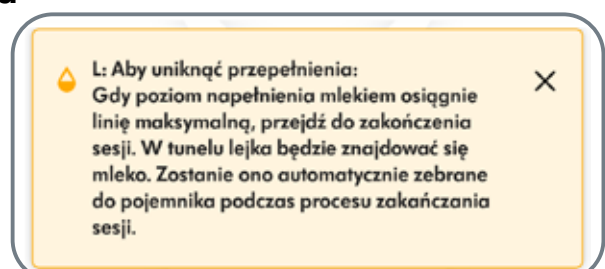 L: Aby uniknąć przepełnienia:
Gdy poziom napełnienia mlekiem osiągnie
linię maksymalną, przejdź do zakończenia
sesji. W tunelu lejka będzie znajdować się
mleko. Zostanie ono automatycznie zebrane
do pojemnika podczas procesu zakańczania
sesji.